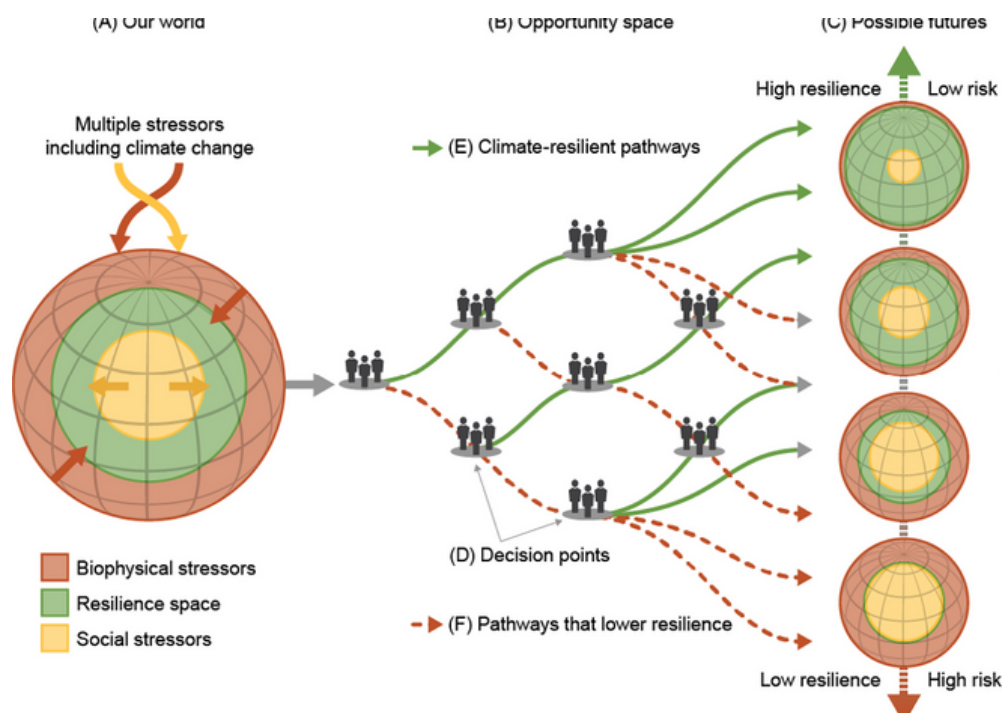 (A) Our world
(B) Opportunity space
(C) Possible futures
High resilience
Low risk
Multiple stressors
including climate change
(E) Climate-resilient pathways
(D) Decision points
Biophysical stressors
Resilience space
Social stressors
(F) Pathways that lower resilience
Low resilience
High risk